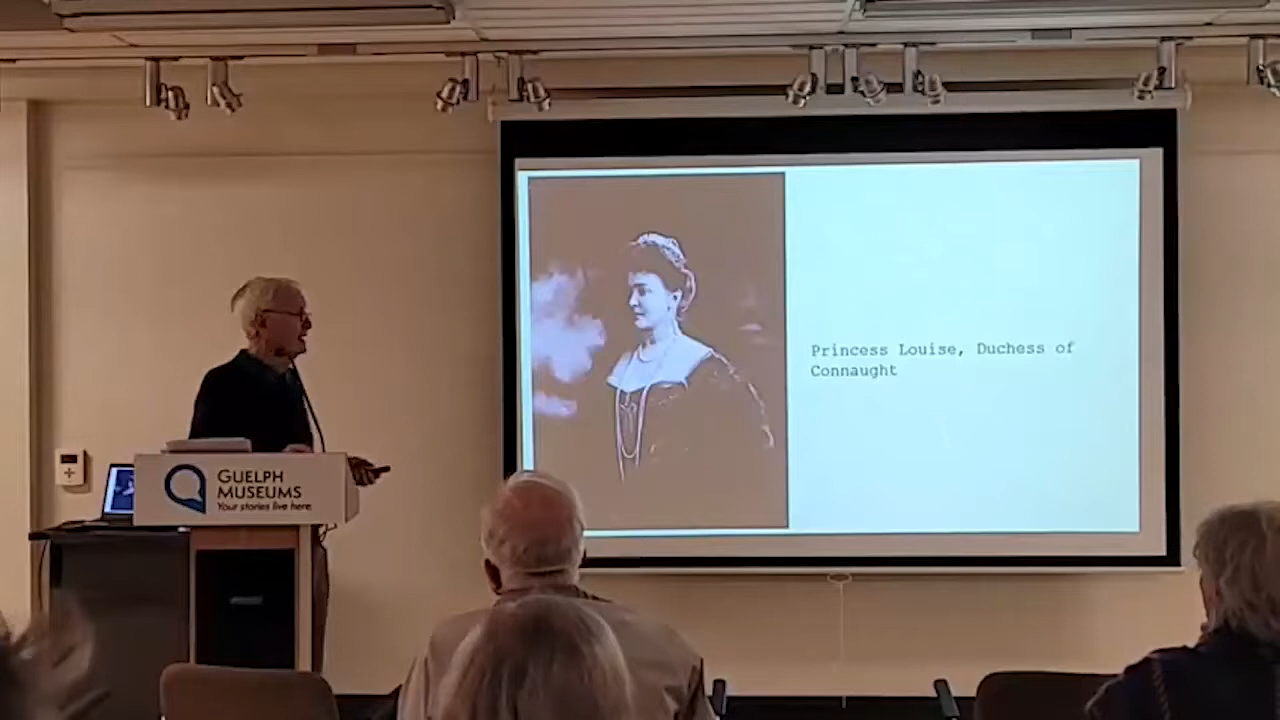 GUELPH
MUSEUMS
Your stories live here.
Princess Louise, Duchess of
Connaught